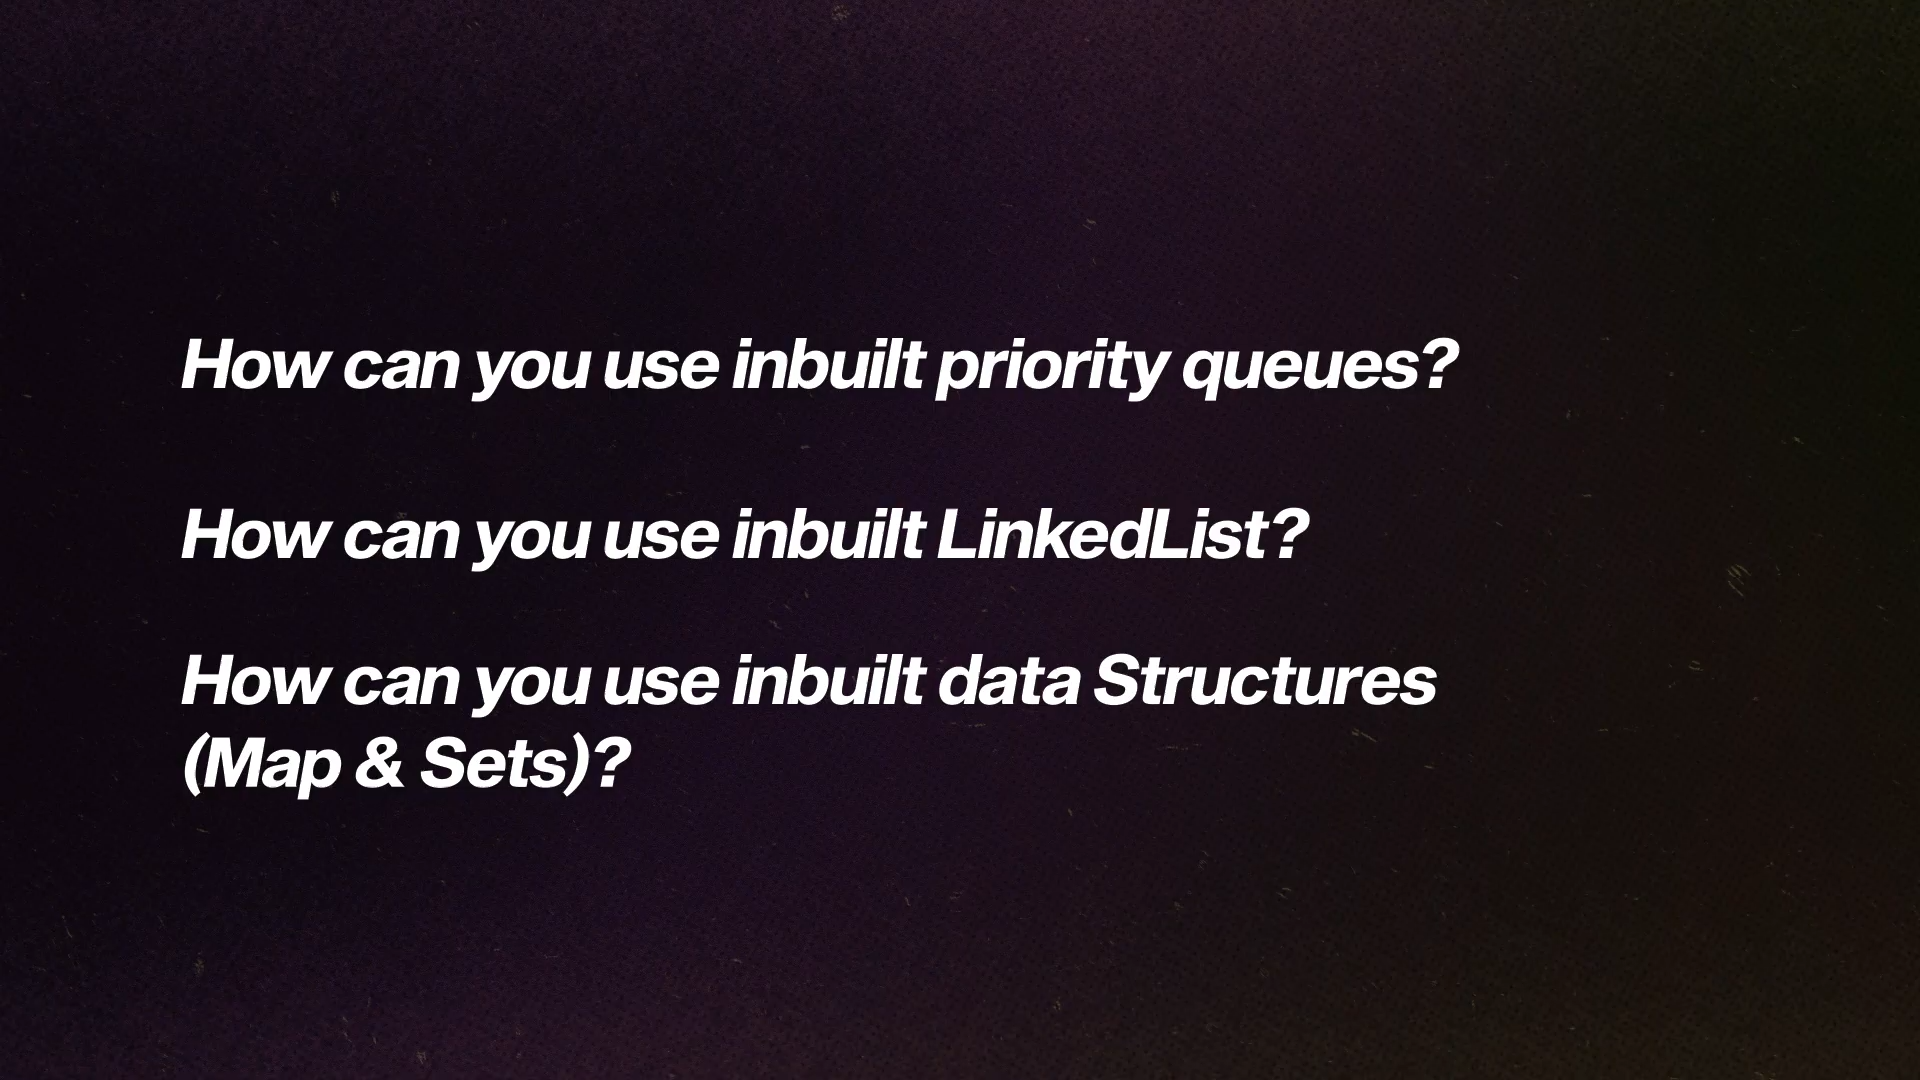 How can you use inbuilt priority queues?
How can you use inbuilt LinkedList?
How can you use inbuilt data Structures
(Map & Sets)?